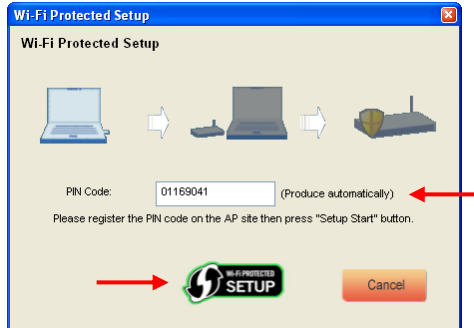 Wi-Fi Protected Setup
Wi-Fi Protected Setup
PIN Code: 01169041 (Produce automatically)
Please register the PIN code on the AP site then press "Setup Start" button.
WI-FI PROTECTED
SETUP
Cancel